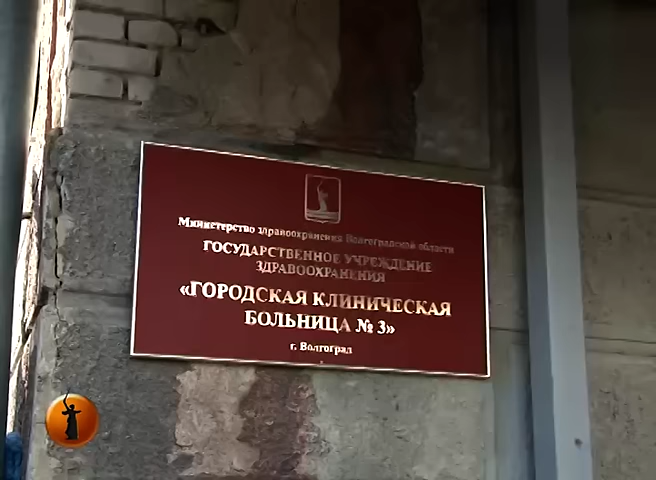 Министерство здравоохранения Волгоградской области
ГОСУДАРСТВЕННОЕ УЧРЕЖДЕНИЕ
ЗДРАВООХРАНЕНИЯ
«ГОРОДСКАЯ КЛИНИЧЕСКАЯ
БОЛЬНИЦА № 3»
г. Волгоград